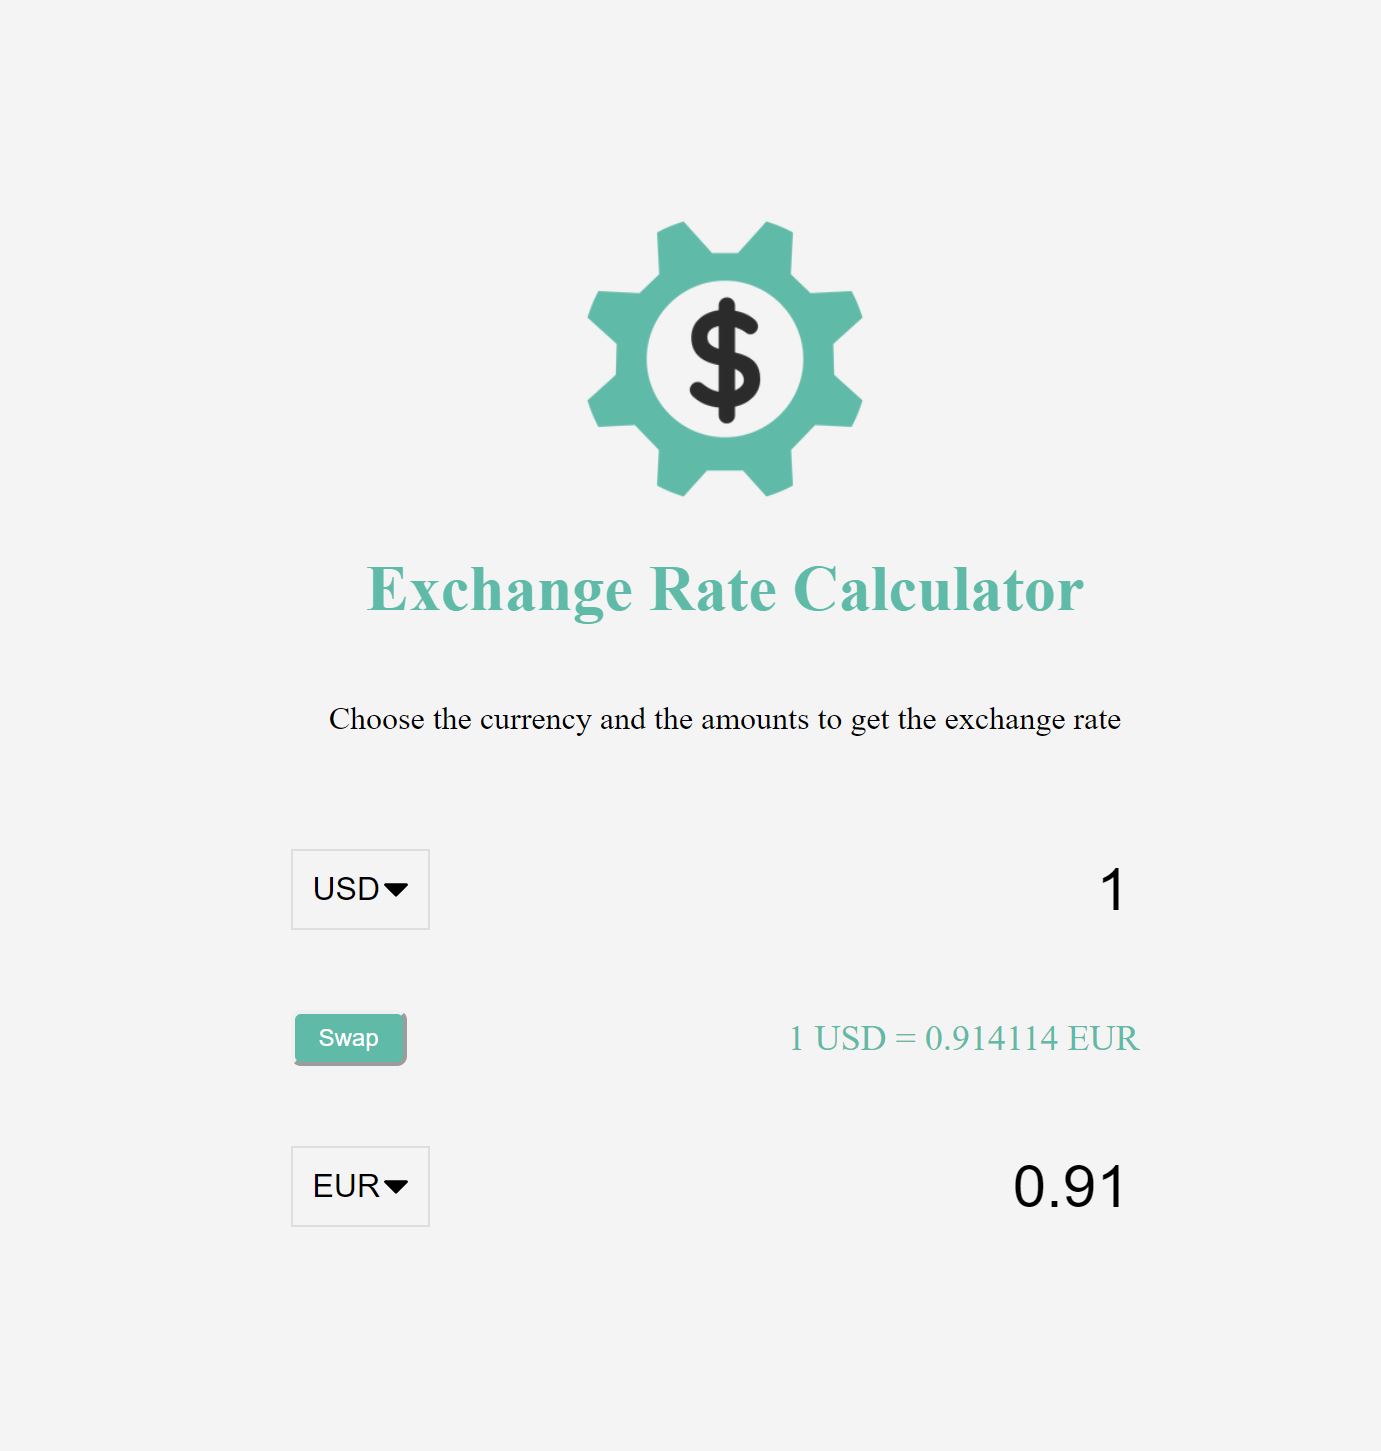 $
Exchange Rate Calculator
Choose the currency and the amounts to get the exchange rate
USD 1
Swap 1 USD = 0.914114 EUR
EUR 0.91